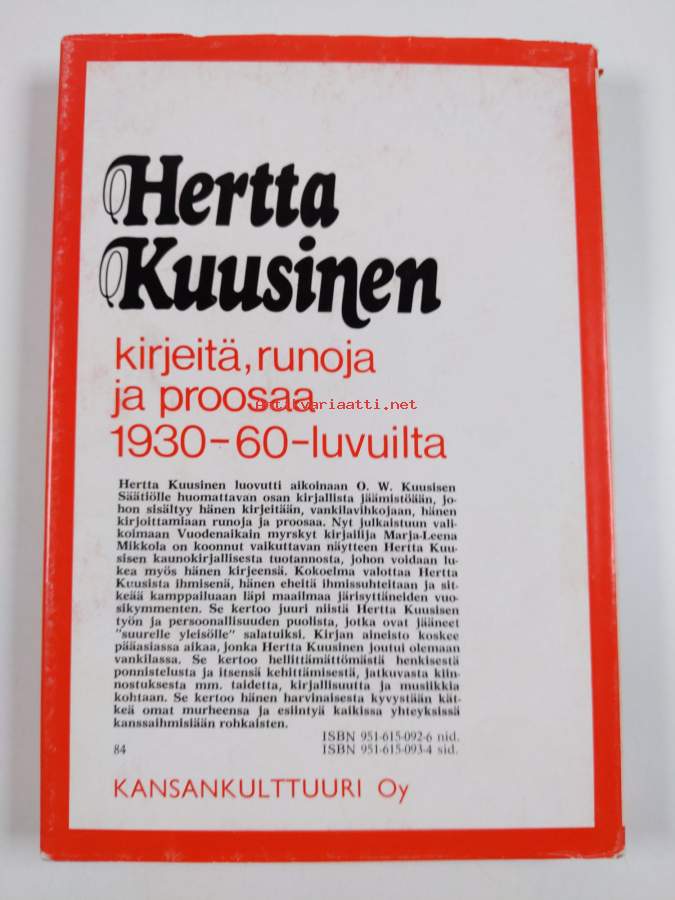 Hertta
Kuusinen
kirjeitä, runoja
ja proosaa
Antikvariaatti.net
1930-60-luvuilta
Hertta Kuusinen luovutti aikoinaan O. W. Kuusisen
Säätiölle huomattavan osan kirjallista jäämistöään, jo-
hon sisältyy hänen kirjeitään, vankilavihkojaan, hänen
kirjoittamiaan runoja ja proosaa. Nyt julkaistuun vali-
koimaan Vuodenaikain myrskyt kirjailija Marja-Leena
Mikkola on koonnut vaikuttavan näytteen Hertta Kuu-
sisen kaunokirjallisesta tuotannosta, johon voidaan lu-
kea myös hänen kirjeensä. Kokoelma valottaa Hertta
Kuusista ihmisenä, hänen eheitä ihmissuhteitaan ja sit-
keää kamppailuaan läpi maailmaa järisyttäneiden vuo-
sikymmenten. Se kertoo juuri niistä Hertta Kuusisen
työn ja persoonallisuuden puolista, jotka ovat jääneet
"suurelle yleisölle" salatuiksi. Kirjan aineisto koskee
pääasiassa aikaa, jonka Hertta Kuusinen joutui olemaan
vankilassa. Se kertoo hellittämättömästä henkisestä
ponnistelusta ja itsensä kehittämisestä, jatkuvasta kiin-
nostuksesta mm. taidetta, kirjallisuutta ja musiikkia
kohtaan. Se kertoo hänen harvinaisesta kyvystään kät-
keä omat murheensa ja esiintyä kaikissa yhteyksissä
kanssaihmisiään rohkaisten.
ISBN 951-615-092-6 nid.
84 ISBN 951-615-093-4 sid.
KANSANKULTTUURI Oy